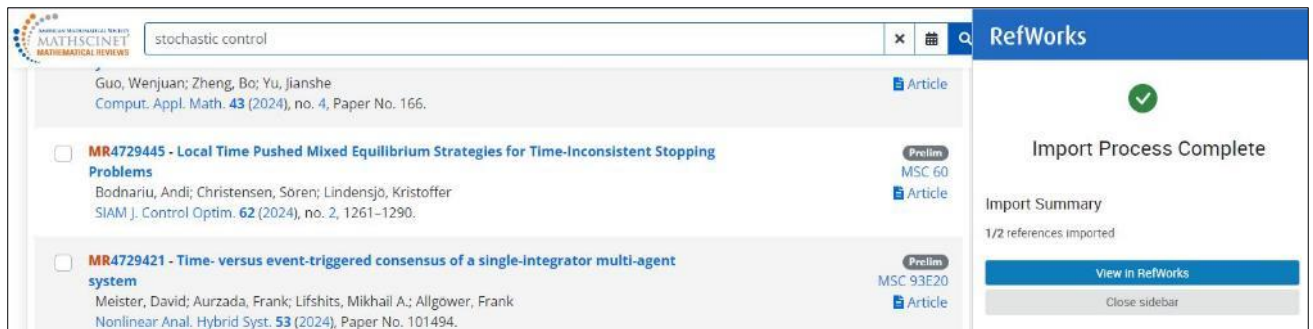 AMERICAN MATHEMATICAL SOCIETY
MATHSCINET
MATHEMATICAL REVIEWS
stochastic control
Guo, Wenjuan; Zheng, Bo; Yu, Jianshe
Article
Comput. Appl. Math. 43 (2024), no. 4, Paper No. 166.
MR4729445 - Local Time Pushed Mixed Equilibrium Strategies for Time-Inconsistent Stopping
Problems
Prelim
MSC 60
Bodnariu, Andi; Christensen, Sören; Lindensjö, Kristoffer
Article
SIAM J. Control Optim. 62 (2024), no. 2, 1261–1290.
MR4729421 - Time- versus event-triggered consensus of a single-integrator multi-agent
system
Prelim
MSC 93E20
Meister, David; Aurzada, Frank; Lifshits, Mikhail A.; Allgöwer, Frank
Article
Nonlinear Anal. Hybrid Syst. 53 (2024), Paper No. 101494.
RefWorks
Import Process Complete
Import Summary
1/2 references imported
View in RefWorks
Close sidebar